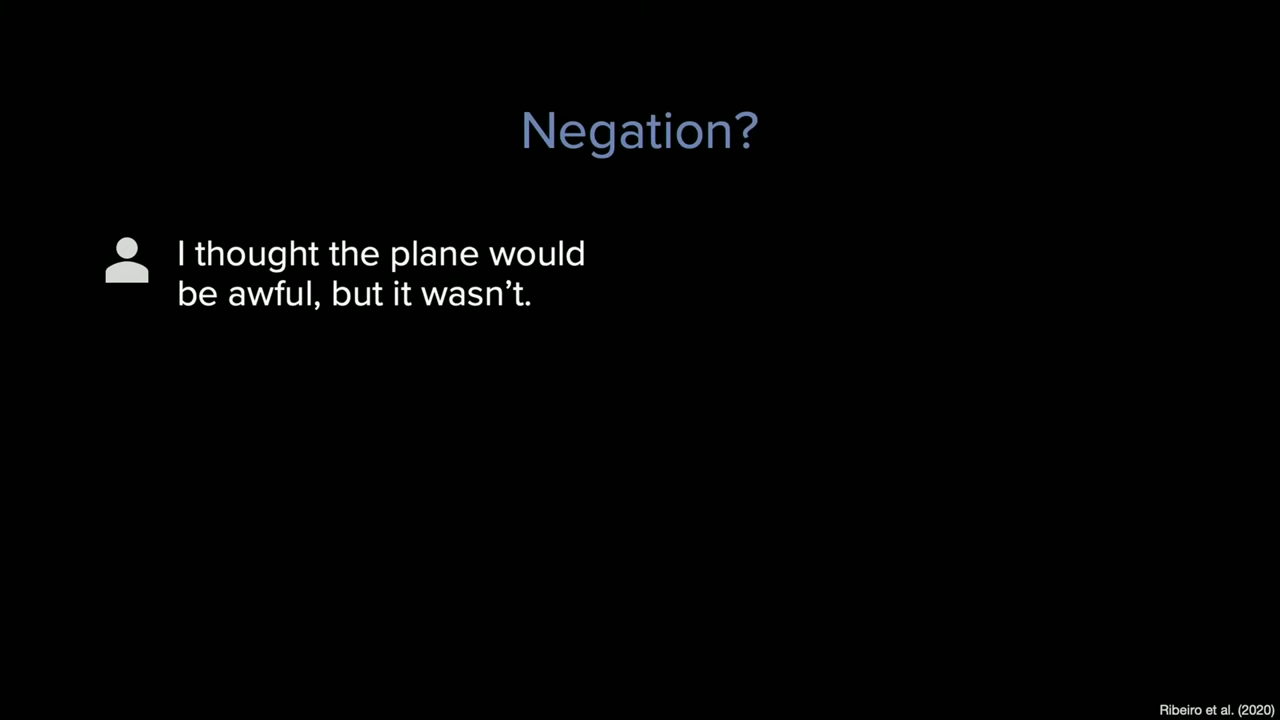 Negation?
I thought the plane would
be awful, but it wasn’t.
Ribeiro et al. (2020)